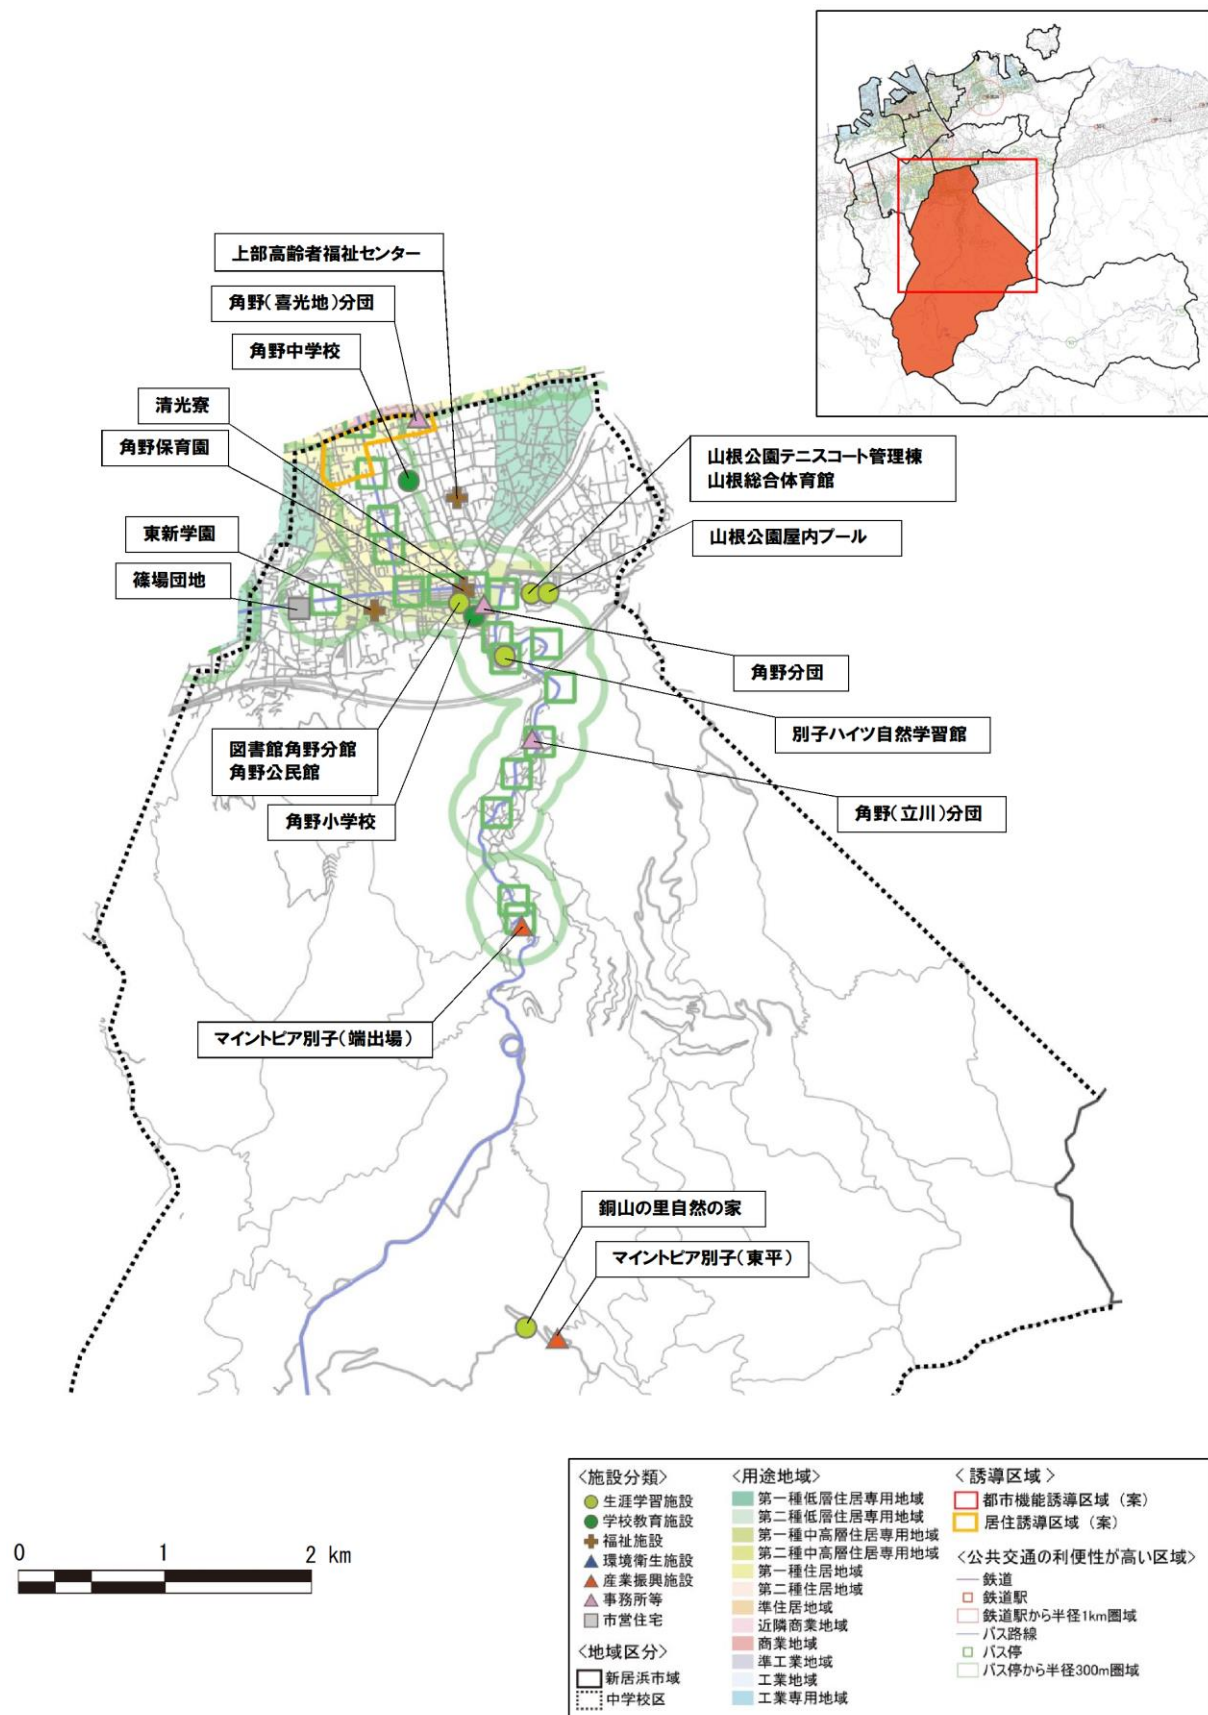 上部高齢者福祉センター
角野(喜光地)分団
角野中学校
清光寮
角野保育園
東新学園
篠場団地
山根公園テニスコート管理棟
山根総合体育館
山根公園屋内プール
角野分団
別子ハイツ自然学習館
図書館角野分館
角野公民館
角野小学校
角野(立川)分団
マイントピア別子(端出場)
銅山の里自然の家
マイントピア別子(東平)
0 1 2 km
<施設分類>
生涯学習施設
学校教育施設
福祉施設
環境衛生施設
産業振興施設
事務所等
市営住宅
<地域区分>
新居浜市域
中学校区
<用途地域>
第一種低層住居専用地域
第二種低層住居専用地域
第一種中高層住居専用地域
第二種中高層住居専用地域
第一種住居地域
第二種住居地域
準住居地域
近隣商業地域
商業地域
準工業地域
工業地域
工業専用地域
<誘導区域>
都市機能誘導区域(案)
居住誘導区域(案)
<公共交通の利便性が高い区域>
鉄道
鉄道駅
鉄道駅から半径1km圏域
バス路線
バス停
バス停から半径300m圏域